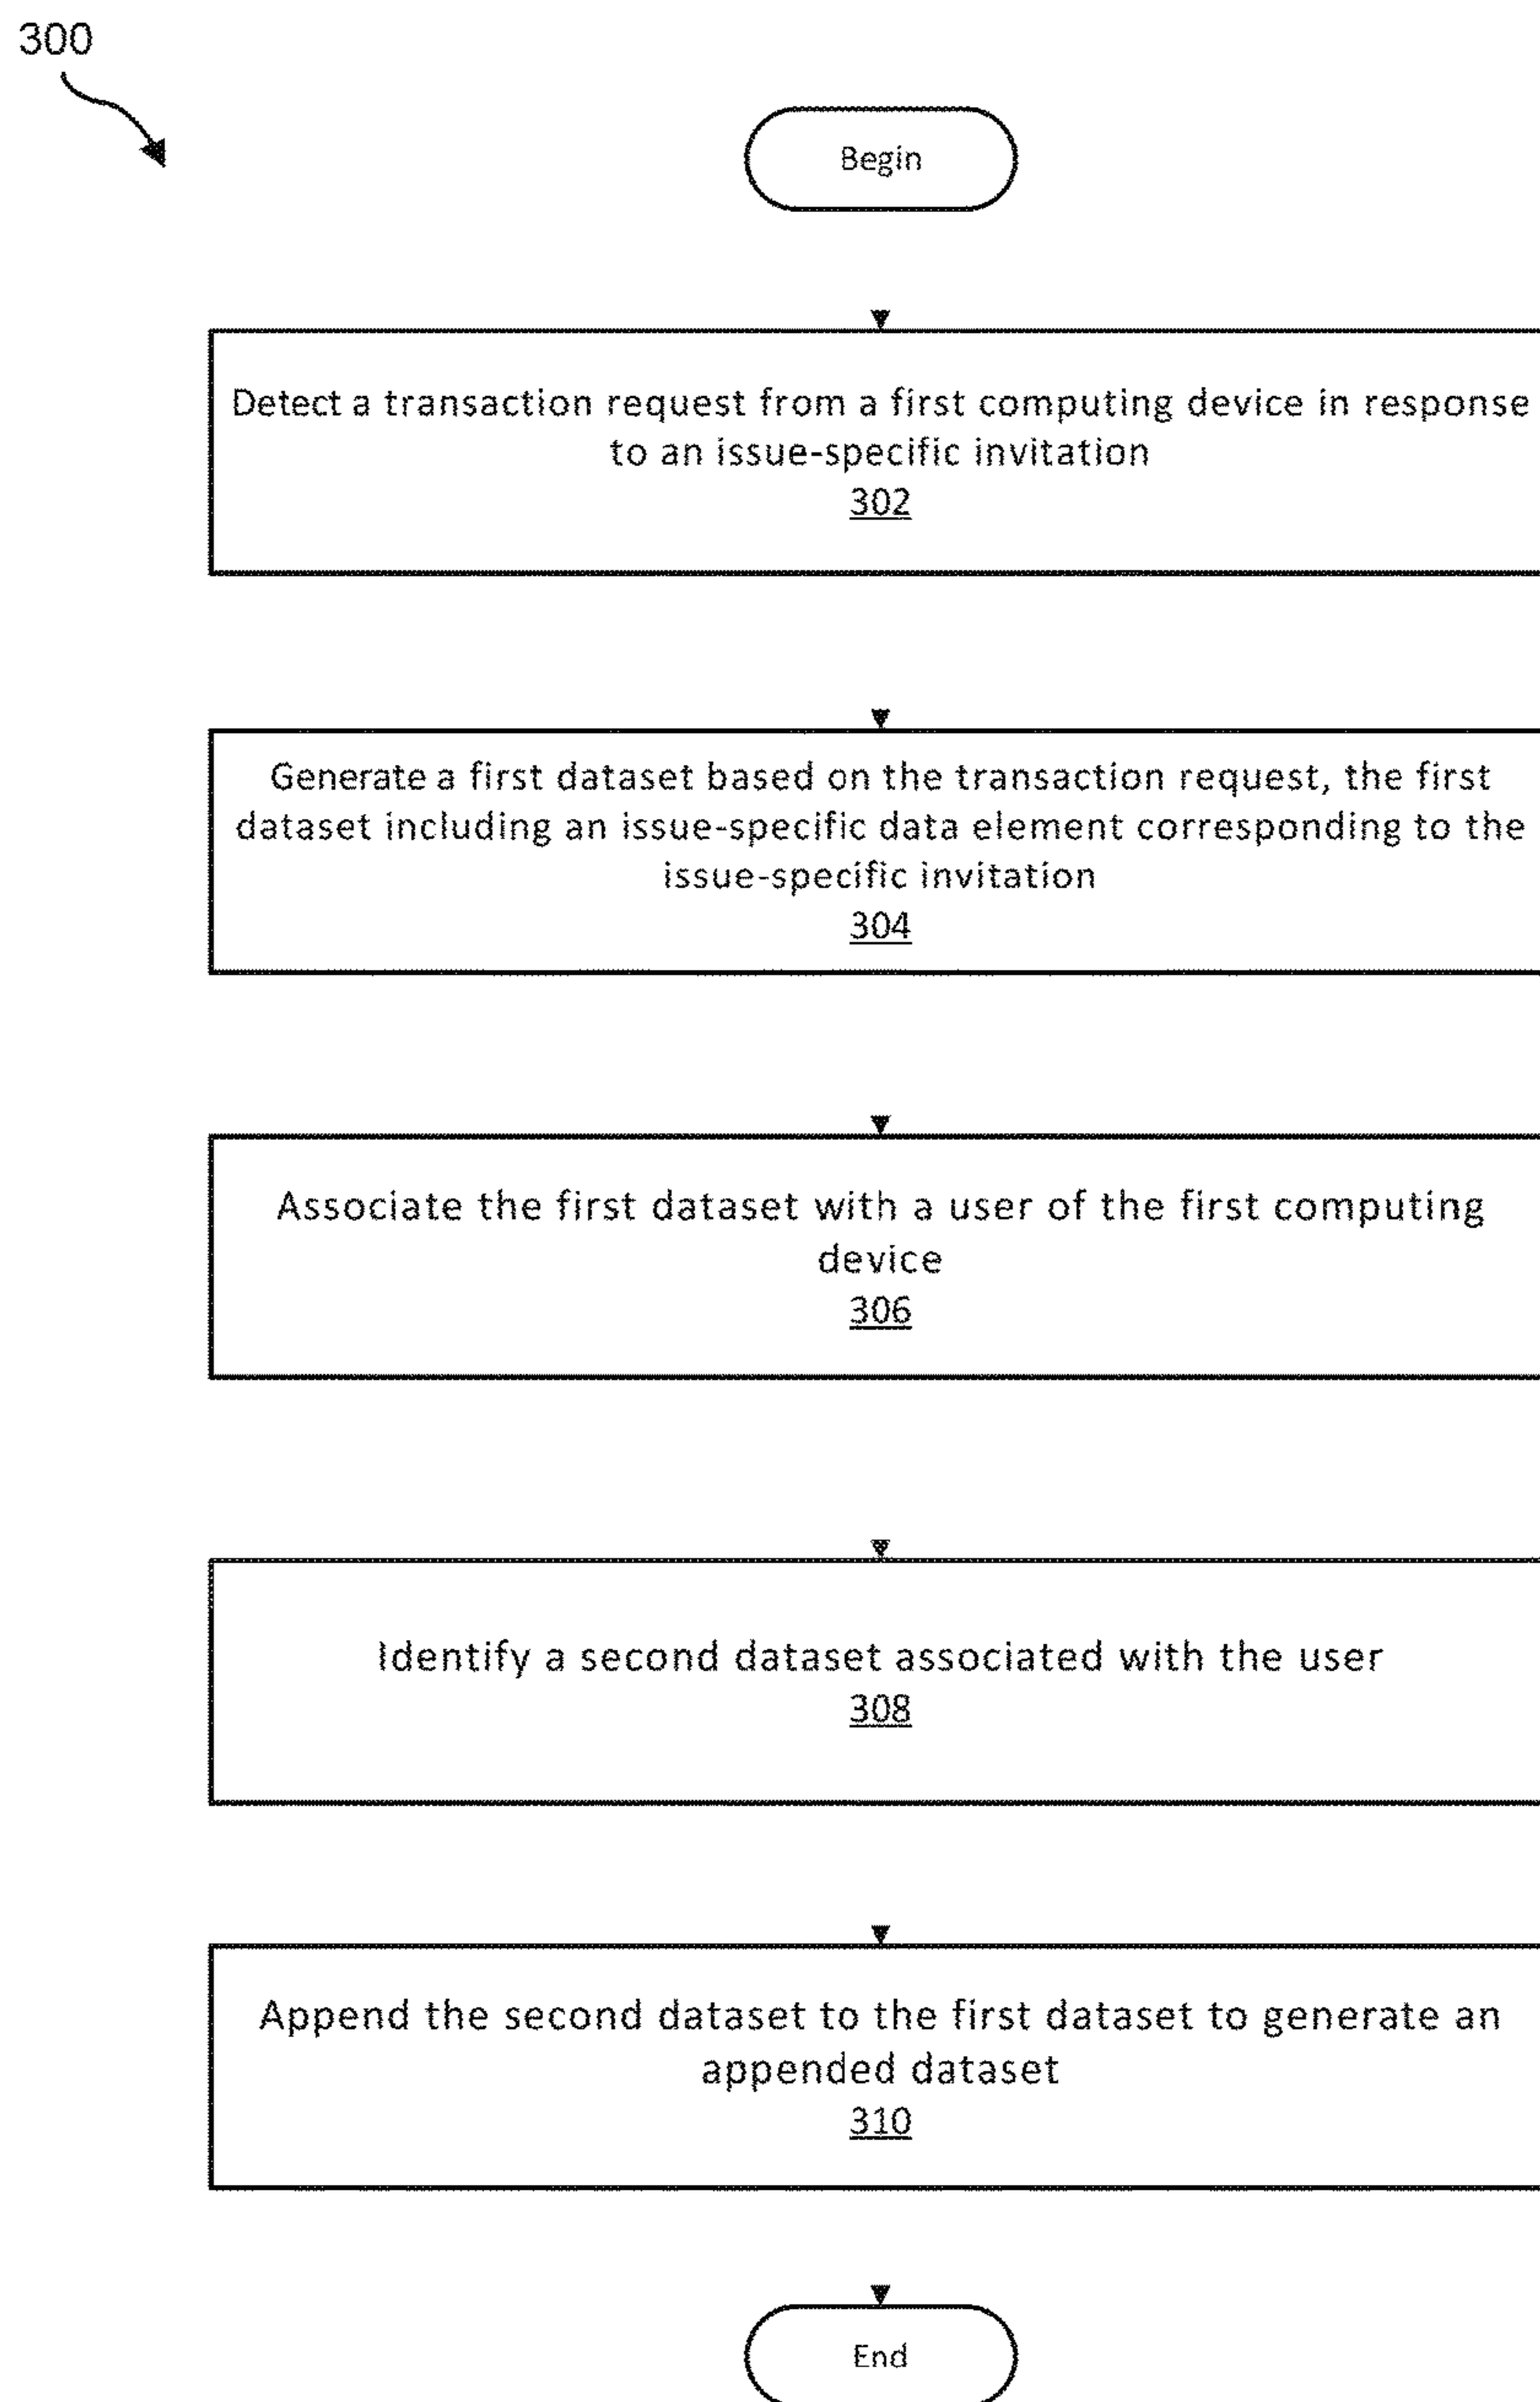 300
Begin
Detect a transaction request from a first computing device in response
to an issue-specific invitation
302
Generate a first dataset based on the transaction request, the first
dataset including an issue-specific data element corresponding to the
issue-specific invitation
304
Associate the first dataset with a user of the first computing
device
306
Identify a second dataset associated with the user
308
Append the second dataset to the first dataset to generate an
appended dataset
310
End